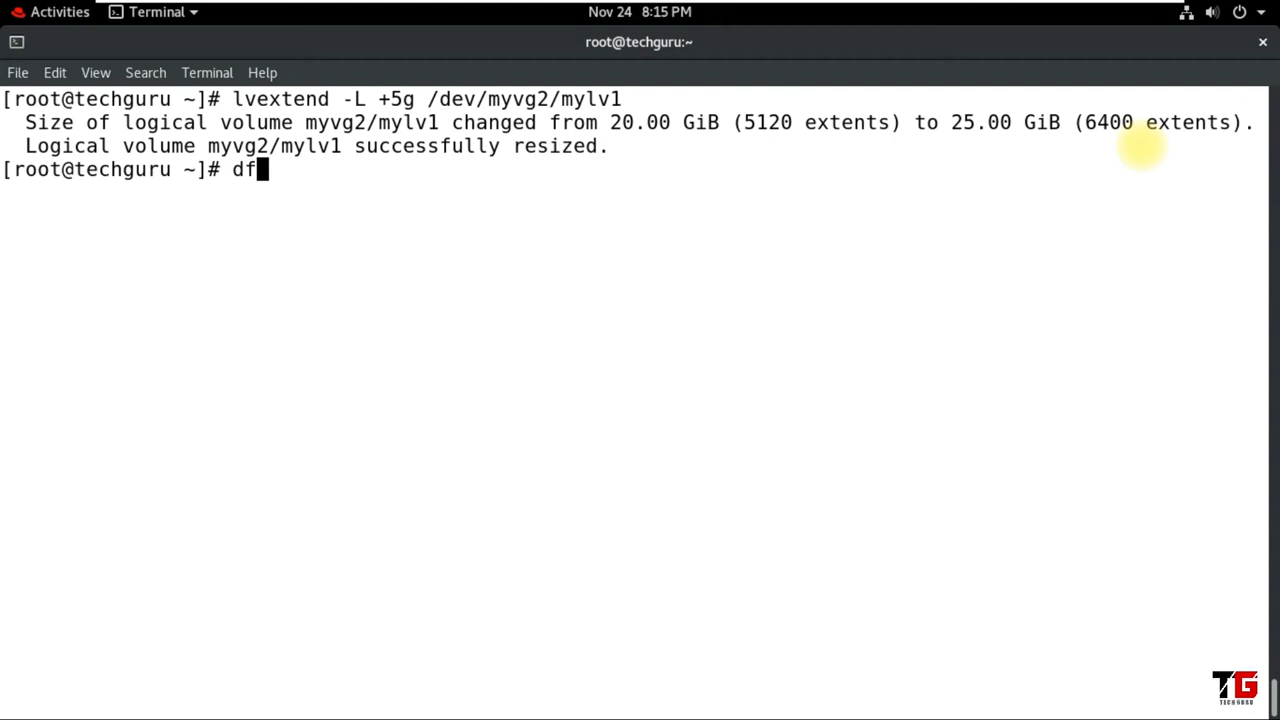 Activities Terminal Nov 24 8:15 PM
root@techguru:~ ×
File Edit View Search Terminal Help
[root@techguru ~]# lvextend -L +5g /dev/myvg2/mylv1
Size of logical volume myvg2/mylv1 changed from 20.00 GiB (5120 extents) to 25.00 GiB (6400 extents).
Logical volume myvg2/mylv1 successfully resized.
[root@techguru ~]# df
TG
TECH GURU